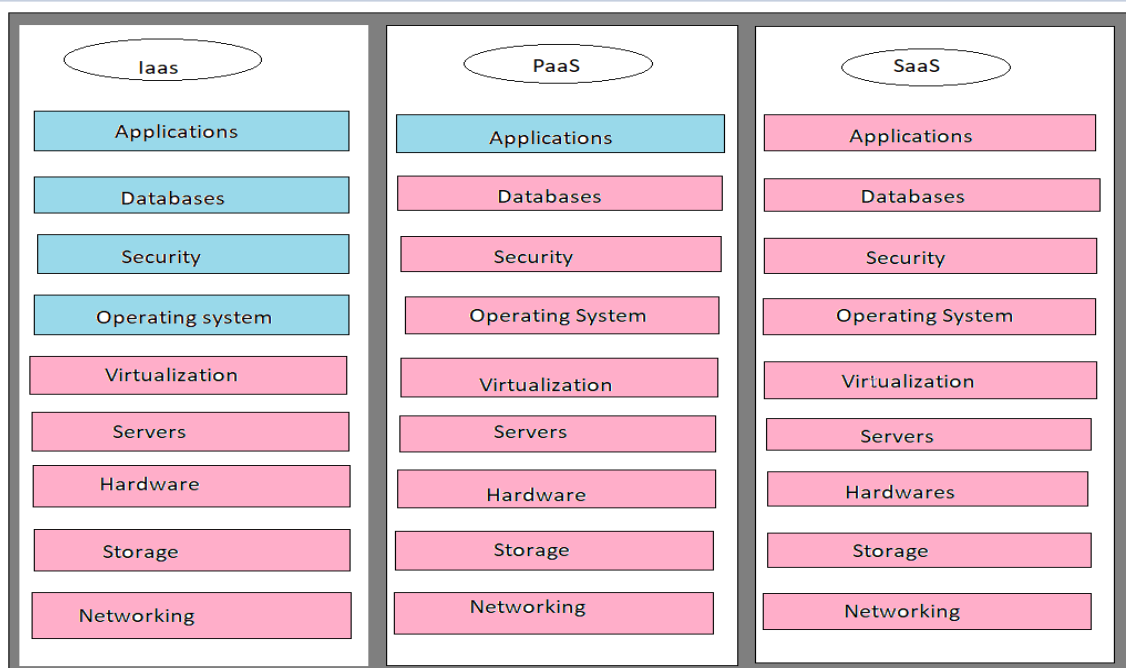 Iaas
Applications
Databases
Security
Operating system
Virtualization
Servers
Hardware
Storage
Networking
PaaS
Applications
Databases
Security
Operating System
Virtualization
Servers
Hardware
Storage
Networking
SaaS
Applications
Databases
Security
Operating System
Virtualization
Servers
Hardwares
Storage
Networking